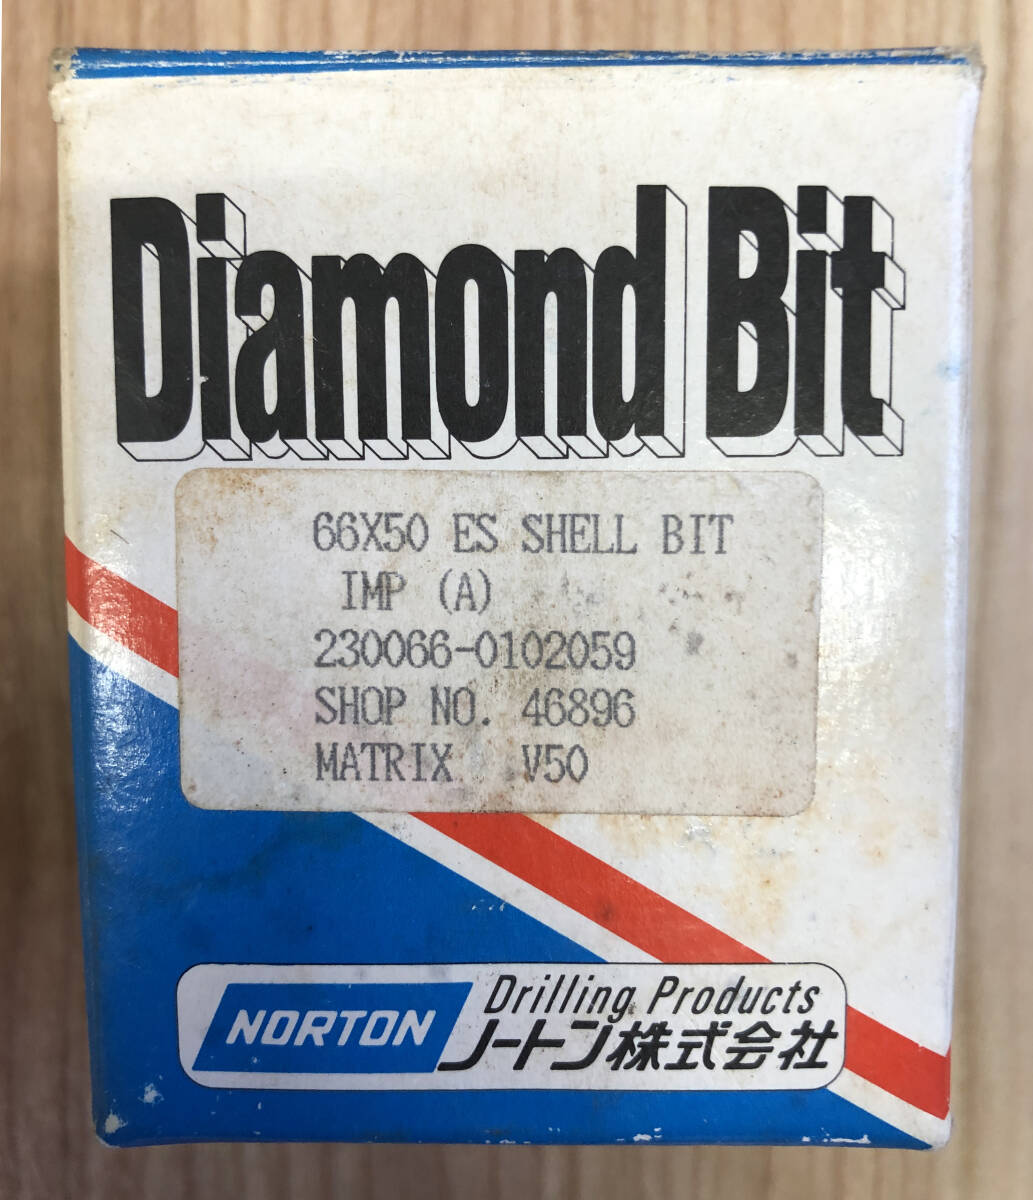 Diamond Bit
66X50 ES SHELL BIT
IMP (A)
230066-0102059
SHOP NO. 46896
MATRIX V50
NORTON
Drilling Products
ノートン株式会社